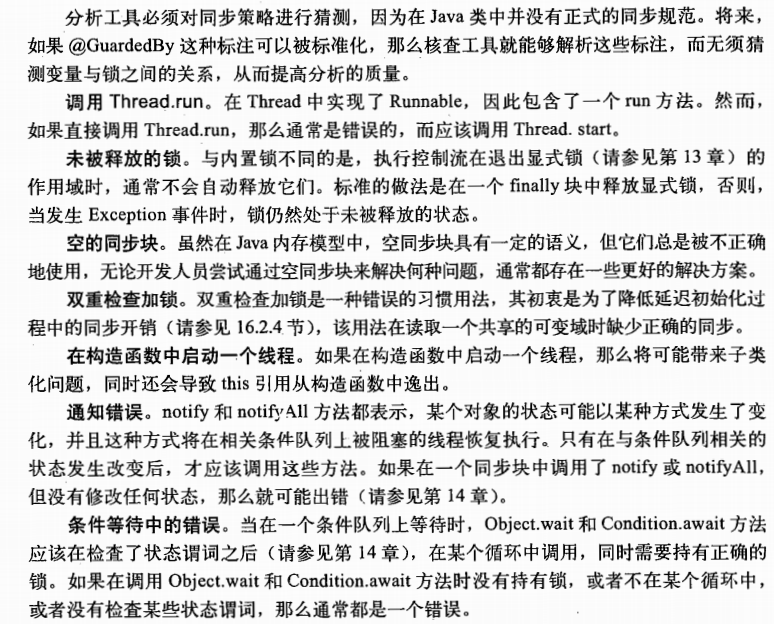 分析工具必须对同步策略进行猜测，因为在 Java 类中并没有正式的同步规范。将来，
如果 @GuardedBy 这种标注可以被标准化，那么核查工具就能够解析这些标注，而无须猜
测变量与锁之间的关系，从而提高分析的质量。
调用 Thread.run。在 Thread 中实现了 Runnable，因此包含了一个 run 方法。然而，
如果直接调用 Thread.run，那么通常是错误的，而应该调用 Thread. start。
未被释放的锁。与内置锁不同的是，执行控制流在退出显式锁（请参见第 13 章）的
作用域时，通常不会自动释放它们。标准的做法是在一个 finally 块中释放显式锁，否则，
当发生 Exception 事件时，锁仍然处于未被释放的状态。
空的同步块。虽然在 Java 内存模型中，空同步块具有一定的语义，但它们总是被不正确
地使用，无论开发人员尝试通过空同步块来解决何种问题，通常都存在一些更好的解决方案。
双重检查加锁。双重检查加锁是一种错误的习惯用法，其初衷是为了降低延迟初始化过
程中的同步开销（请参见 16.2.4 节），该用法在读取一个共享的可变域时缺少正确的同步。
在构造函数中启动一个线程。如果在构造函数中启动一个线程，那么将可能带来子类
化问题，同时还会导致 this 引用从构造函数中逸出。
通知错误。notify 和 notifyAll 方法都表示，某个对象的状态可能以某种方式发生了变
化，并且这种方式将在相关条件队列上被阻塞的线程恢复执行。只有在与条件队列相关的
状态发生改变后，才应该调用这些方法。如果在一个同步块中调用了 notify 或 notifyAll，
但没有修改任何状态，那么就可能出错（请参见第 14 章）。
条件等待中的错误。当在一个条件队列上等待时，Object.wait 和 Condition.await 方法
应该在检查了状态谓词之后（请参见第 14 章），在某个循环中调用，同时需要持有正确的
锁。如果在调用 Object.wait 和 Condition.await 方法时没有持有锁，或者不在某个循环中，
或者没有检查某些状态谓词，那么通常都是一个错误。